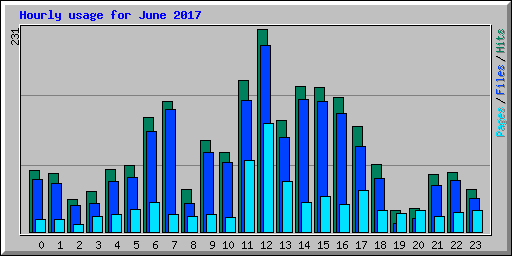 Hourly usage for June 2017
231
Pages/Files/Hits
0 1 2 3 4 5 6 7 8 9 10 11 12 13 14 15 16 17 18 19 20 21 22 23